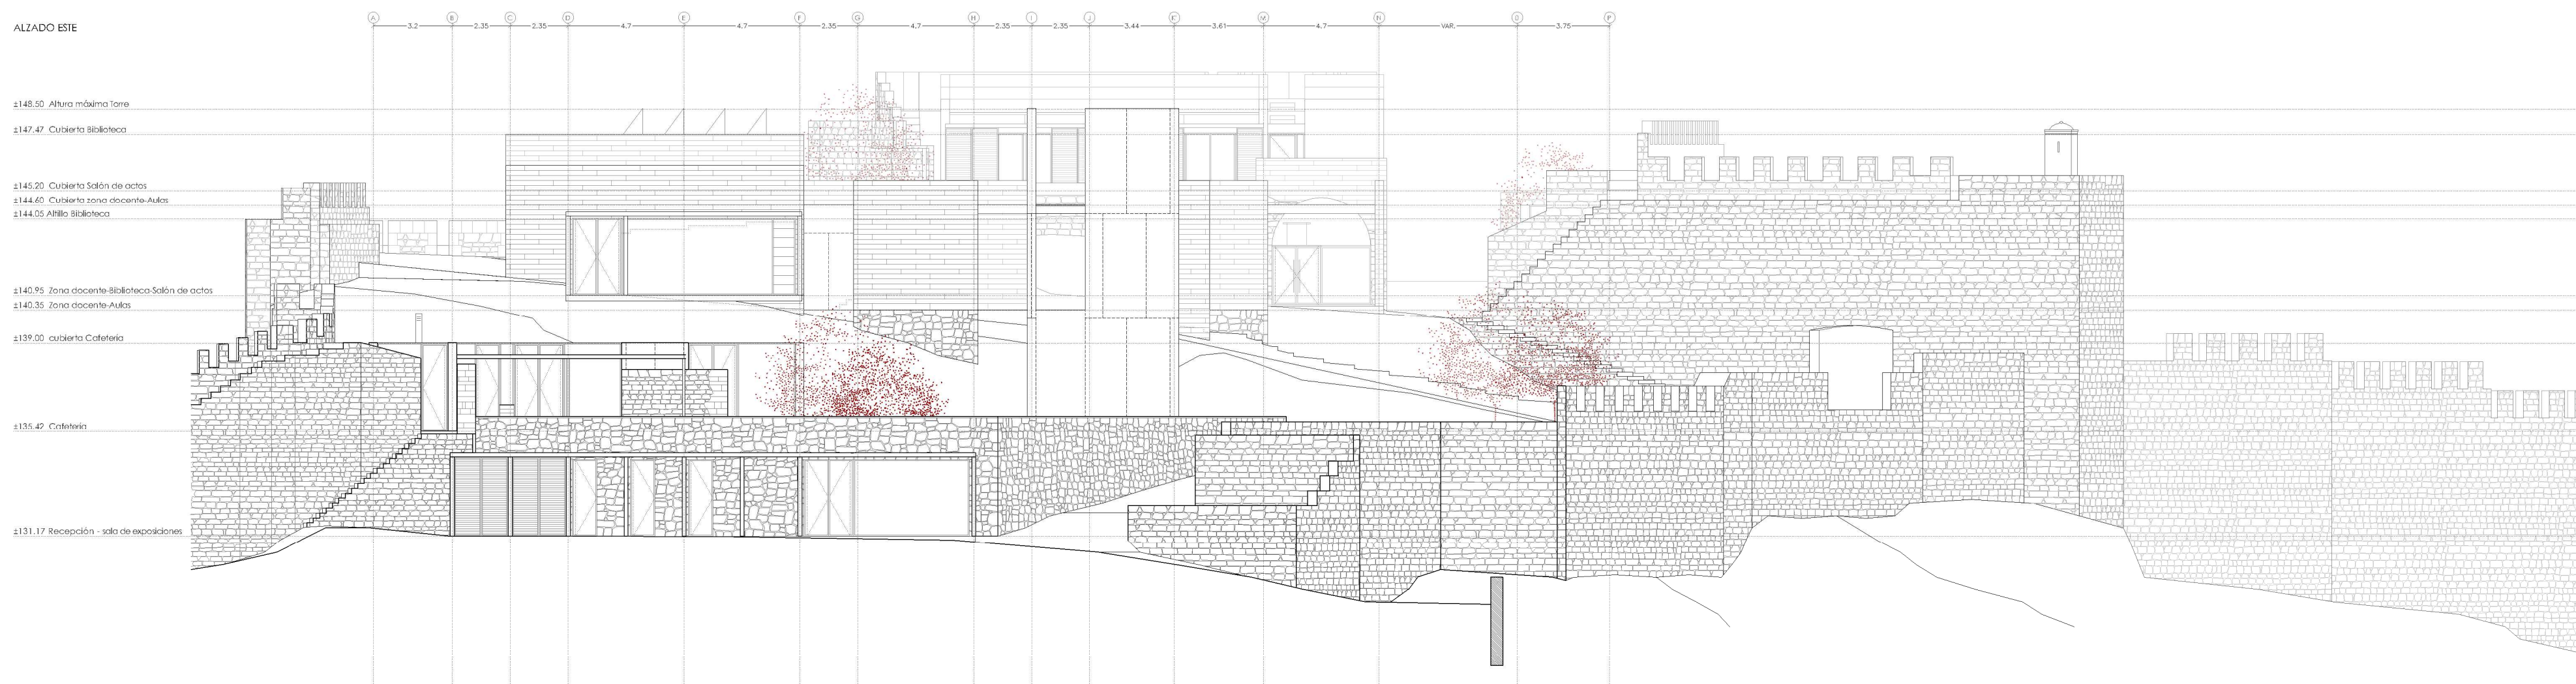 A B C D E F G H I J K M N O P
3.2 2.35 2.35 4.7 4.7 2.35 4.7 2.35 2.35 3.44 3.61 4.7 VAR. 3.75
ALZADO ESTE
±148.50 Altura máxima Torre
±147.47 Cubierta Biblioteca
±145.20 Cubierta Salón de actos
±144.60 Cubierta zona docente-Aulas
±144.05 Altillo Biblioteca
±140.95 Zona docente-Biblioteca-Salón de actos
±140.35 Zona docente-Aulas
±139.00 cubierta Cafetería
±135.42 Cafetería
±131.17 Recepción - sala de exposiciones